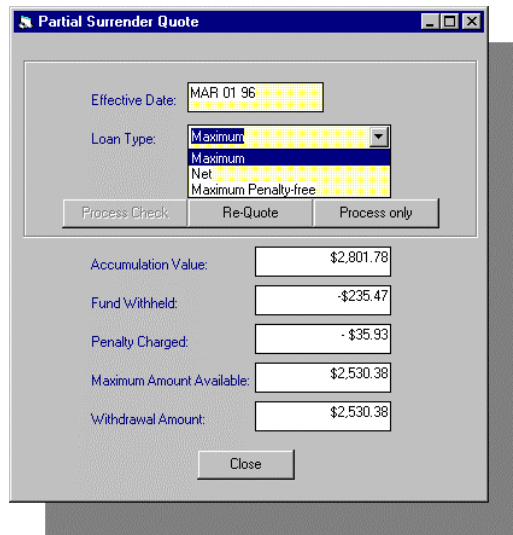 Partial Surrender Quote
Effective Date: MAR 01 96
Loan Type: Maximum
Maximum
Net
Maximum Penalty-free
Process Check Re-Quote Process only
Accumulation Value: $2,801.78
Fund Withheld: -$235.47
Penalty Charged: - $35.93
Maximum Amount Available: $2,530.38
Withdrawal Amount: $2,530.38
Close